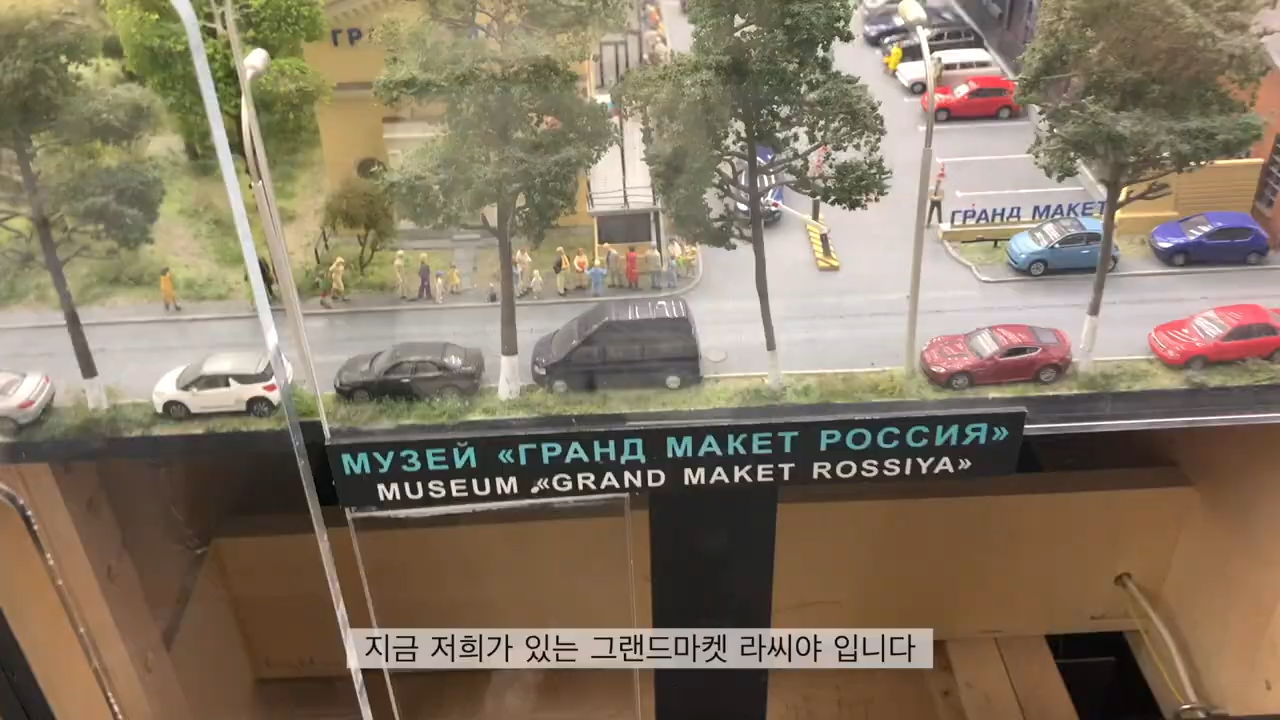 ГР
ГРАНД МАКЕТ
МУЗЕЙ «ГРАНД МАКЕТ РОССИЯ»
MUSEUM «GRAND MAKET ROSSIYA»
지금 저희가 있는 그랜드마켓 라씨야 입니다